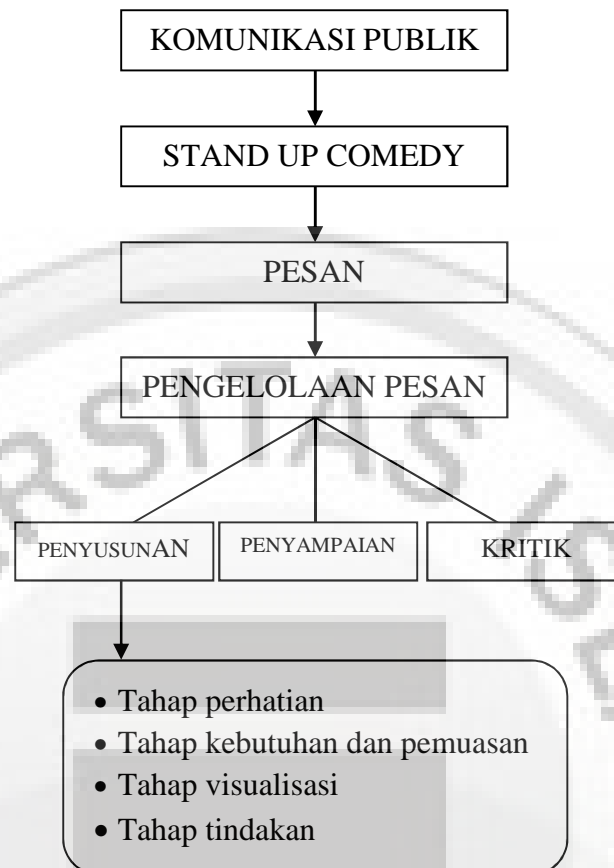 KOMUNIKASI PUBLIK
STAND UP COMEDY
PESAN
PENGELOLAAN PESAN
PENYUSUNAN
PENYAMPAIAN
KRITIK
• Tahap perhatian
• Tahap kebutuhan dan pemuasan
• Tahap visualisasi
• Tahap tindakan